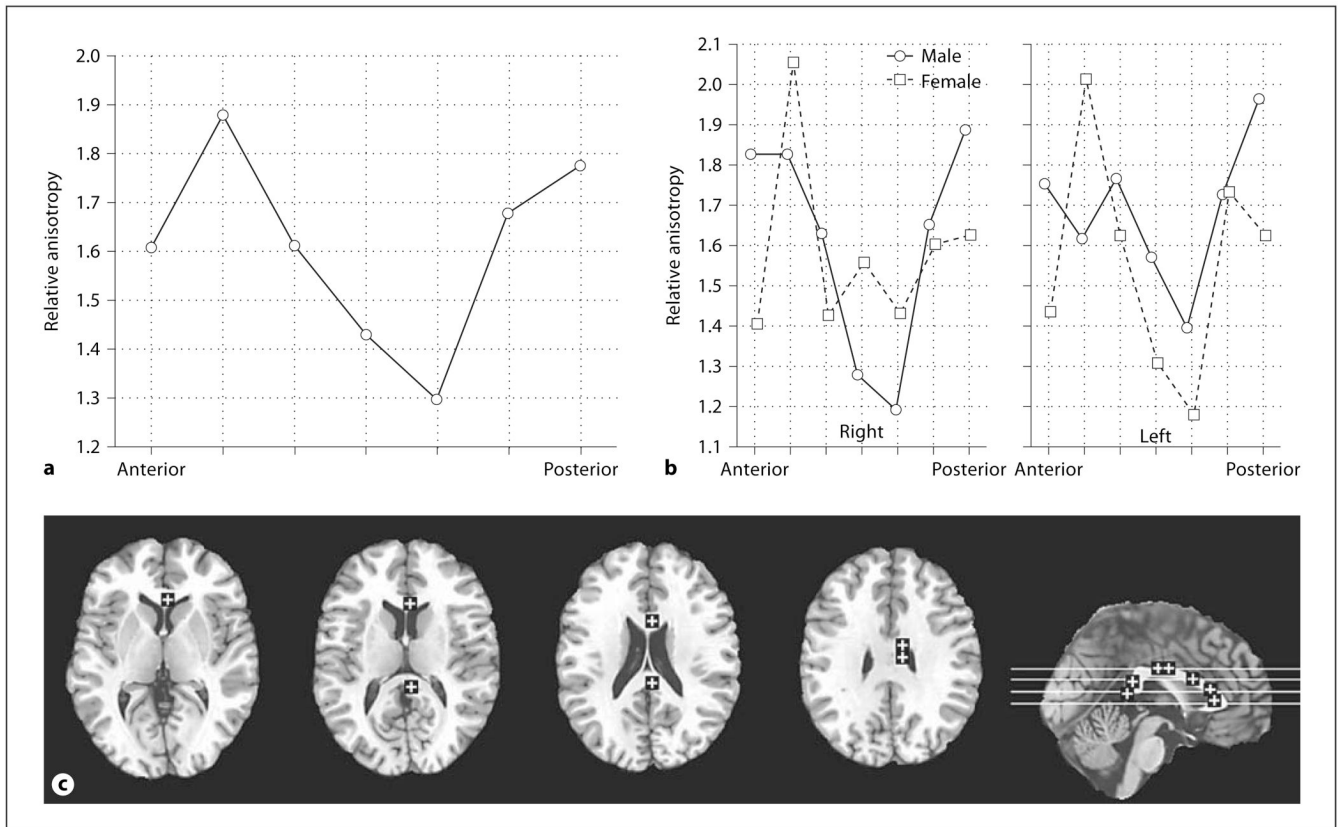 2.0
1.9
1.8
1.7
1.6
1.5
1.4
1.3
1.2
Relative anisotropy
Anterior
Posterior
a
2.1
2.0
1.9
1.8
1.7
1.6
1.5
1.4
1.3
1.2
1.1
Relative anisotropy
Male
Female
Right
Left
Anterior
Posterior
Anterior
Posterior
b
c